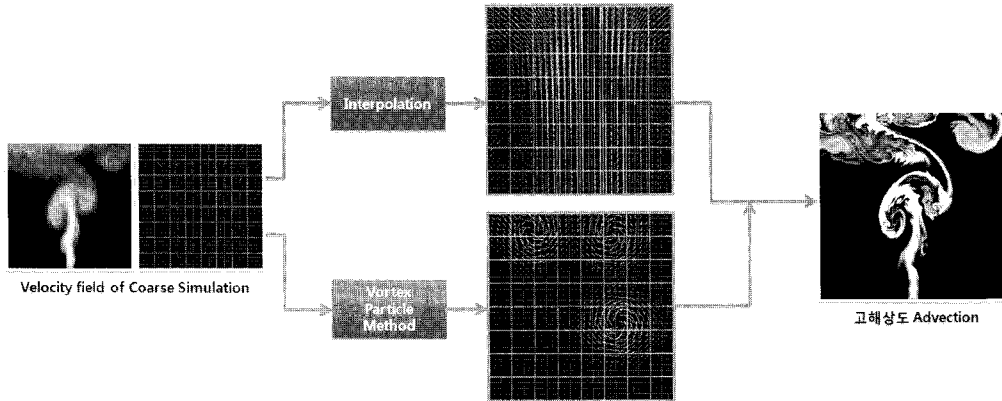 Interpolation
Velocity field of Coarse Simulation
Vortex
Particle
Method
고해상도 Advection